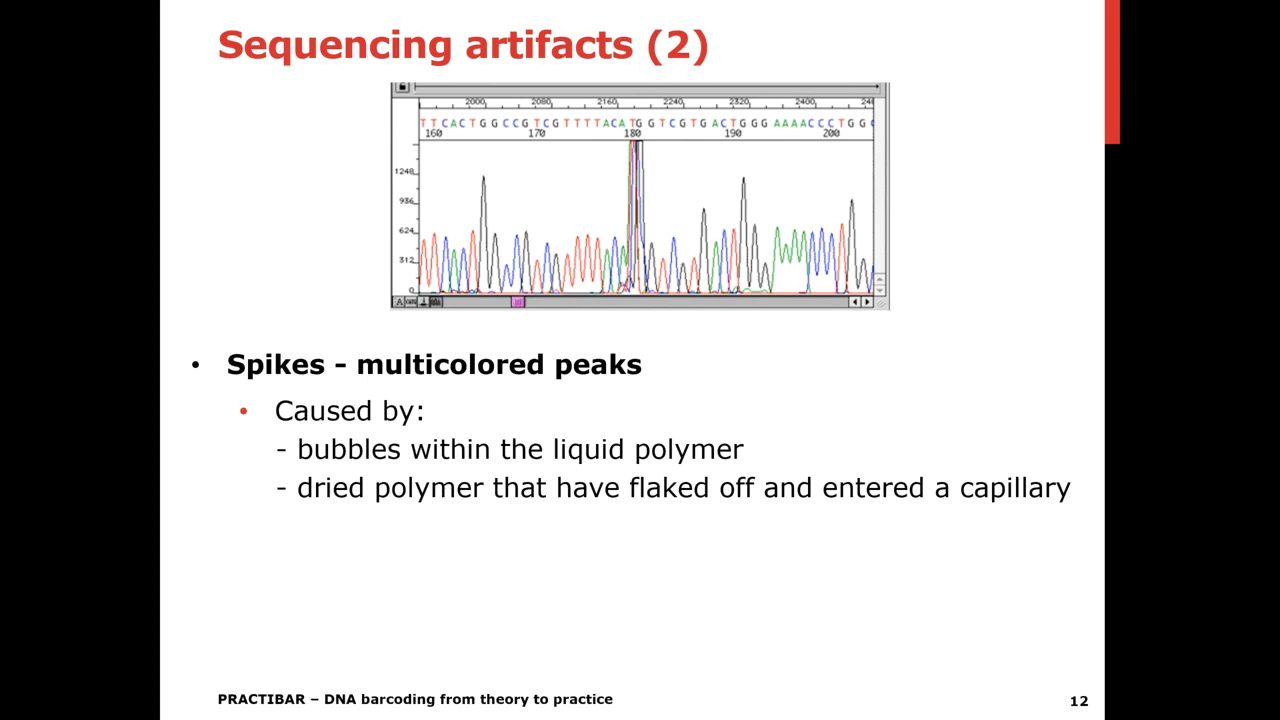 Sequencing artifacts (2)
2000 2080 2160 2240 2320 2400
T T C A C T G G C C G T C G T T T T A C A T G G T C G T G A C T G G G A A A A C C C T G G
160 170 180 190 200
1248
936
624
312
0
• Spikes - multicolored peaks
• Caused by:
- bubbles within the liquid polymer
- dried polymer that have flaked off and entered a capillary
PRACTIBAR – DNA barcoding from theory to practice
12